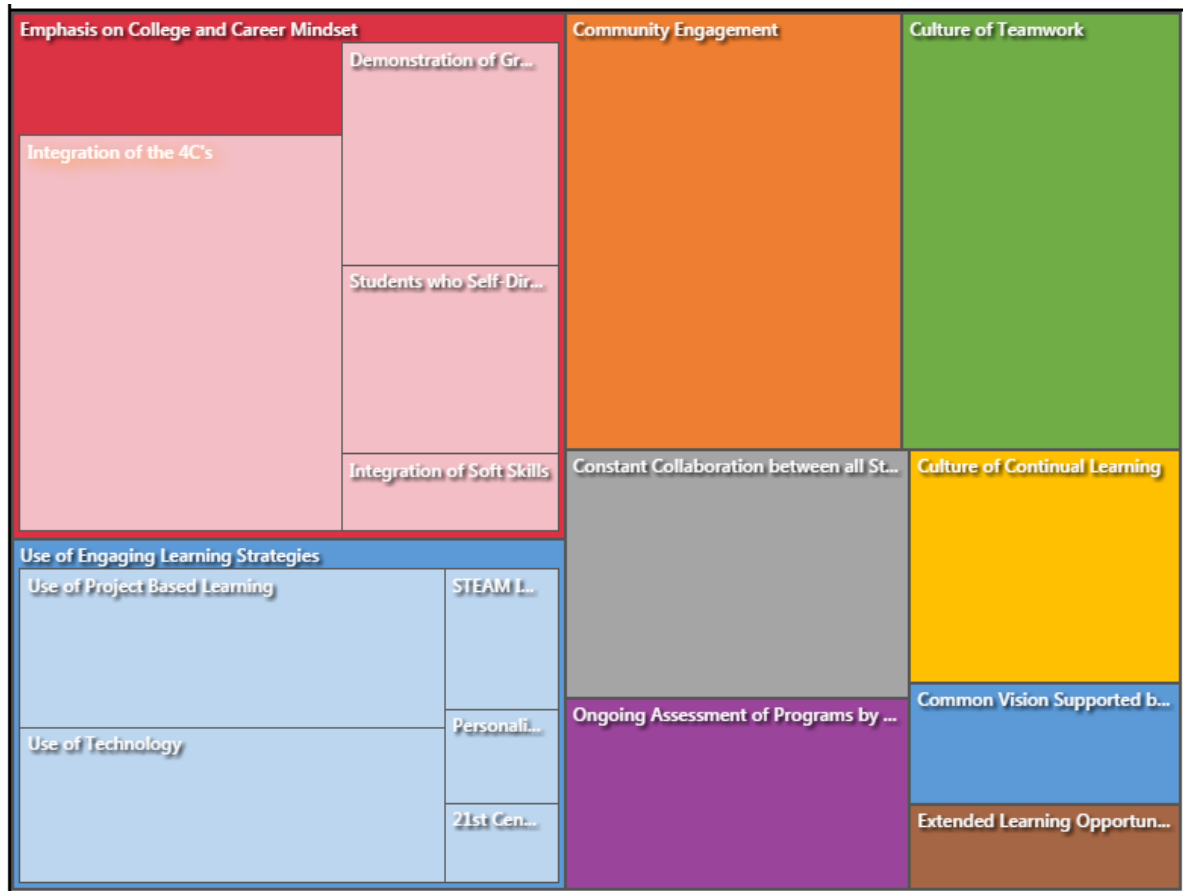 Emphasis on College and Career Mindset
Demonstration of Gr...
Integration of the 4C's
Students who Self-Dir...
Integration of Soft Skills
Use of Engaging Learning Strategies
Use of Project Based Learning
STEAM I...
Use of Technology
Personali...
21st Cen...
Community Engagement
Culture of Teamwork
Constant Collaboration between all St...
Culture of Continual Learning
Ongoing Assessment of Programs by ...
Common Vision Supported b...
Extended Learning Opportun...